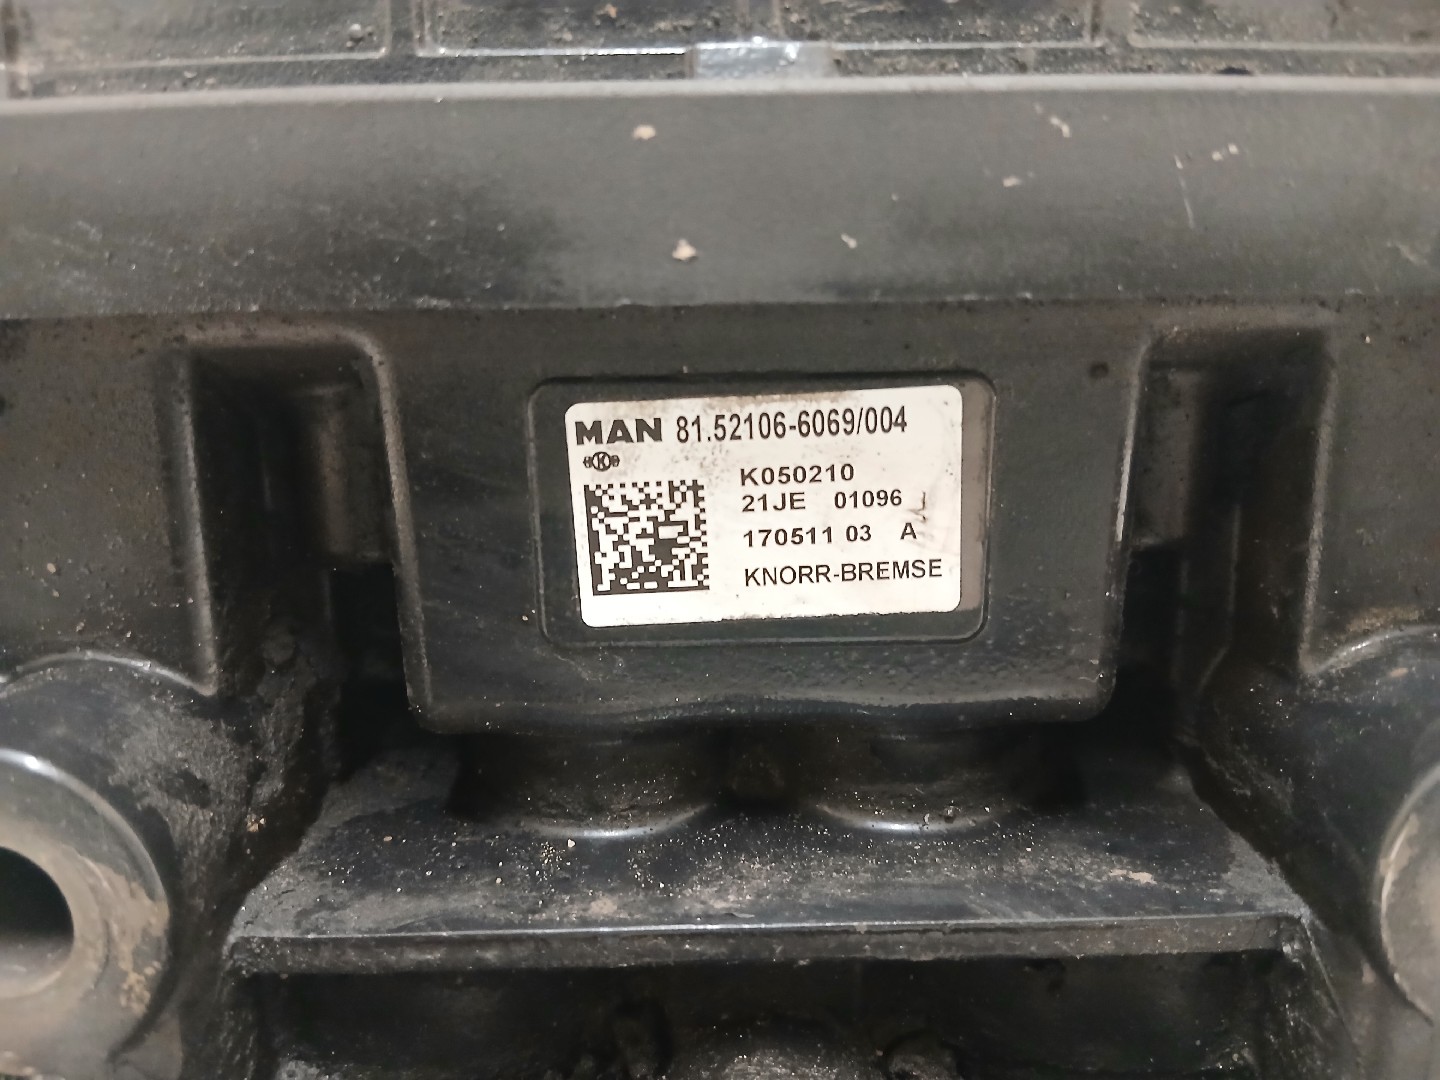 MAN 81.52106-6069/004
K
K050210
21JE 01096
170511 03 A
KNORR-BREMSE